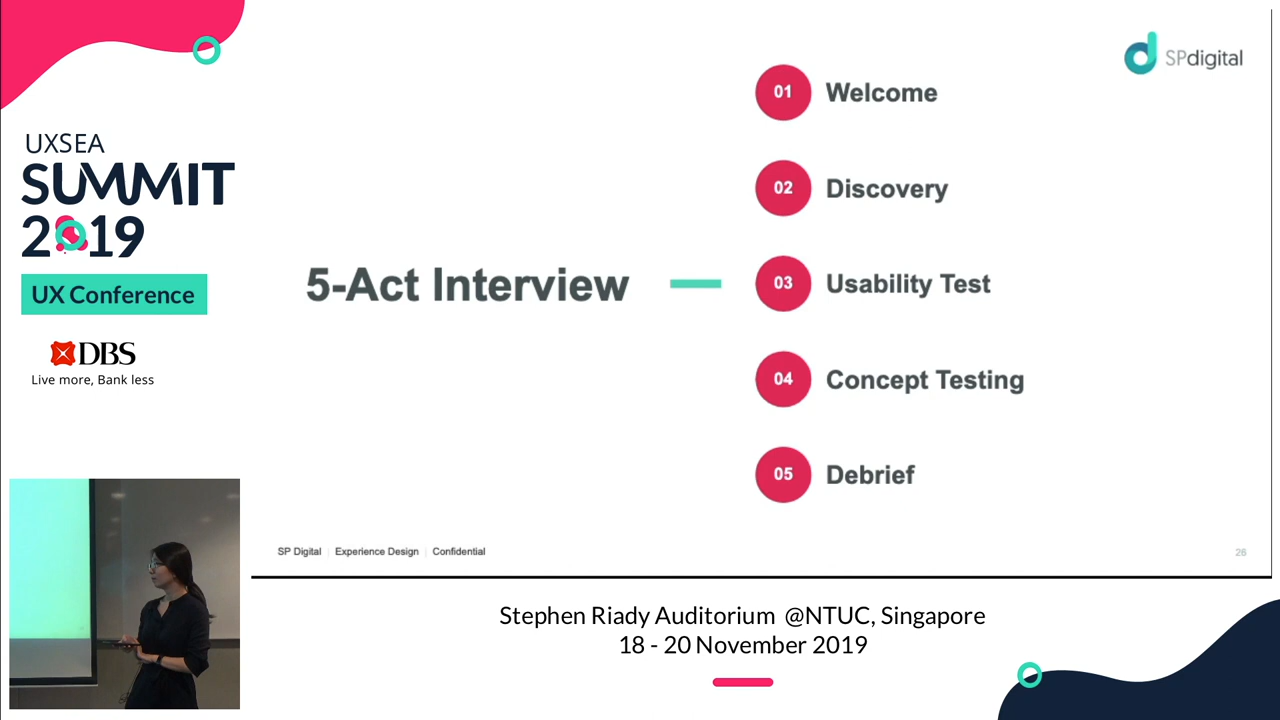 UXSEA
SUMMIT
2019
UX Conference
DBS
Live more, Bank less
SPdigital
5-Act Interview
01 Welcome
02 Discovery
03 Usability Test
04 Concept Testing
05 Debrief
SP Digital | Experience Design | Confidential
26
Stephen Riady Auditorium @NTUC, Singapore
18 - 20 November 2019